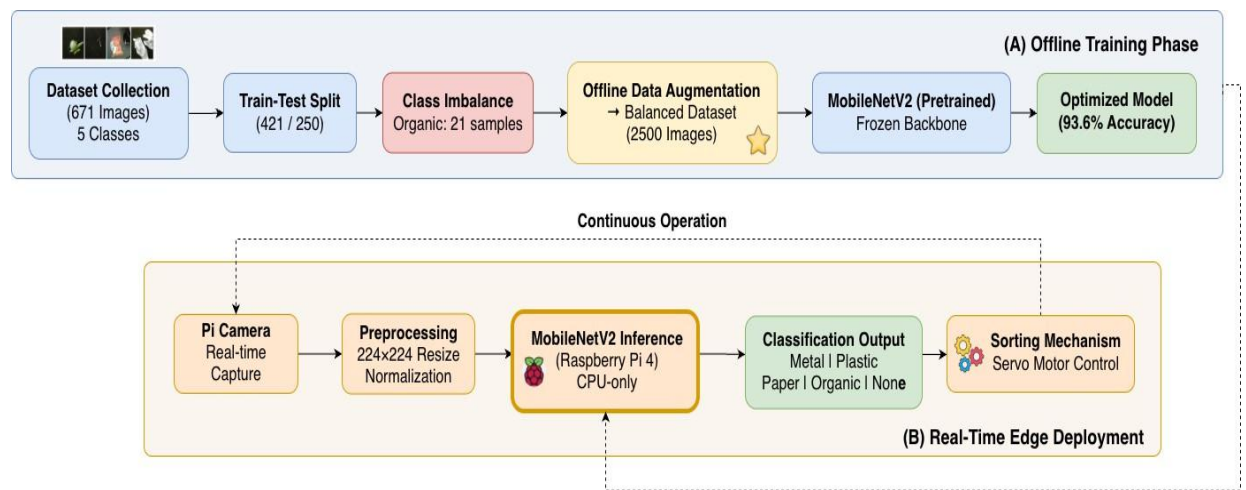 (A) Offline Training Phase
Dataset Collection
(671 Images)
5 Classes
Train-Test Split
(421 / 250)
Class Imbalance
Organic: 21 samples
Offline Data Augmentation
→ Balanced Dataset
(2500 Images)
MobileNetV2 (Pretrained)
Frozen Backbone
Optimized Model
(93.6% Accuracy)
Continuous Operation
Pi Camera
Real-time
Capture
Preprocessing
224×224 Resize
Normalization
MobileNetV2 Inference
(Raspberry Pi 4)
CPU-only
Classification Output
Metal | Plastic
Paper | Organic | None
Sorting Mechanism
Servo Motor Control
(B) Real-Time Edge Deployment